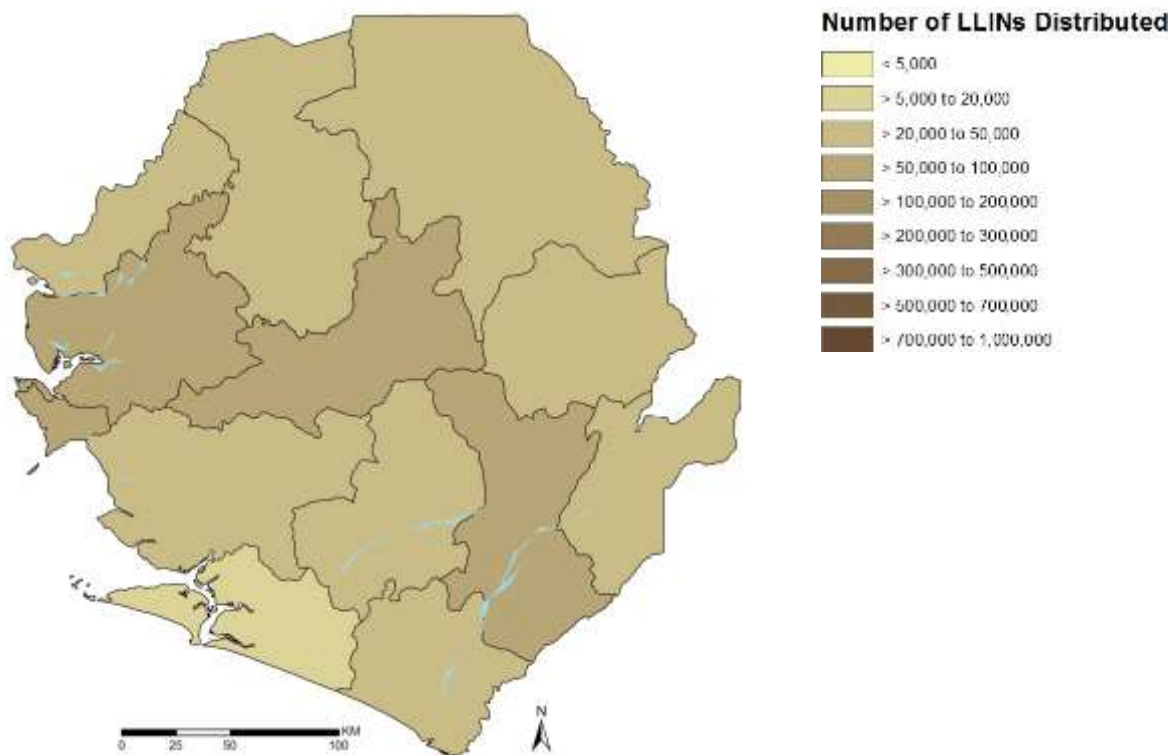 Number of LLINs Distributed
< 5,000
> 5,000 to 20,000
> 20,000 to 50,000
> 50,000 to 100,000
> 100,000 to 200,000
> 200,000 to 300,000
> 300,000 to 500,000
> 500,000 to 700,000
> 700,000 to 1,000,000
KM
0 25 50 100
N